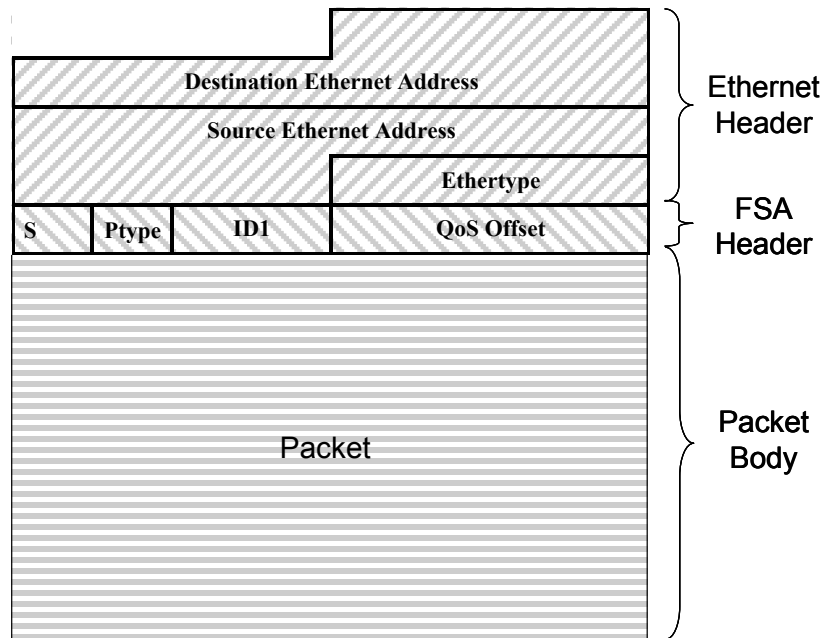 Destination Ethernet Address
Source Ethernet Address
Ethertype
Ethernet
Header
S
Ptype
ID1
QoS Offset
FSA
Header
Packet
Packet
Body